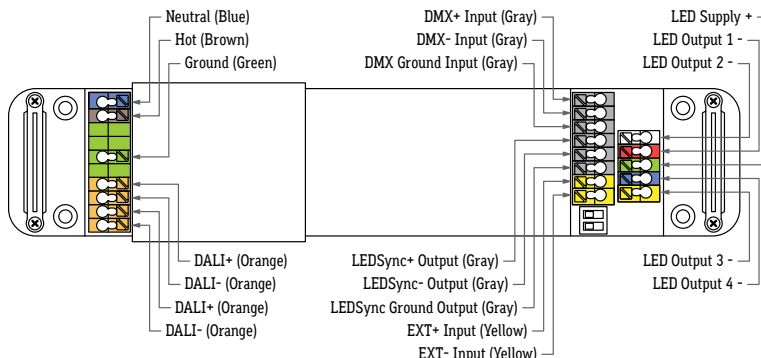 Neutral (Blue)
Hot (Brown)
Ground (Green)
DMX+ Input (Gray)
DMX- Input (Gray)
DMX Ground Input (Gray)
LED Supply +
LED Output 1 -
LED Output 2 -
DALI+ (Orange)
DALI- (Orange)
DALI+ (Orange)
DALI- (Orange)
LEDSync+ Output (Gray)
LEDSync- Output (Gray)
LEDSync Ground Output (Gray)
EXT+ Input (Yellow)
EXT- Input (Yellow)
LED Output 3 -
LED Output 4 -